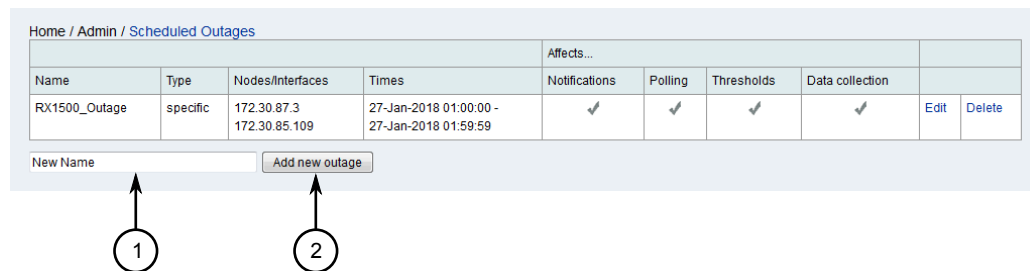 Home / Admin / Scheduled Outages
Affects...
Name Type Nodes/Interfaces Times Notifications Polling Thresholds Data collection
RX1500_Outage specific 172.30.87.3 27-Jan-2018 01:00:00 - Edit Delete
172.30.85.109 27-Jan-2018 01:59:59
New Name Add new outage
1 2